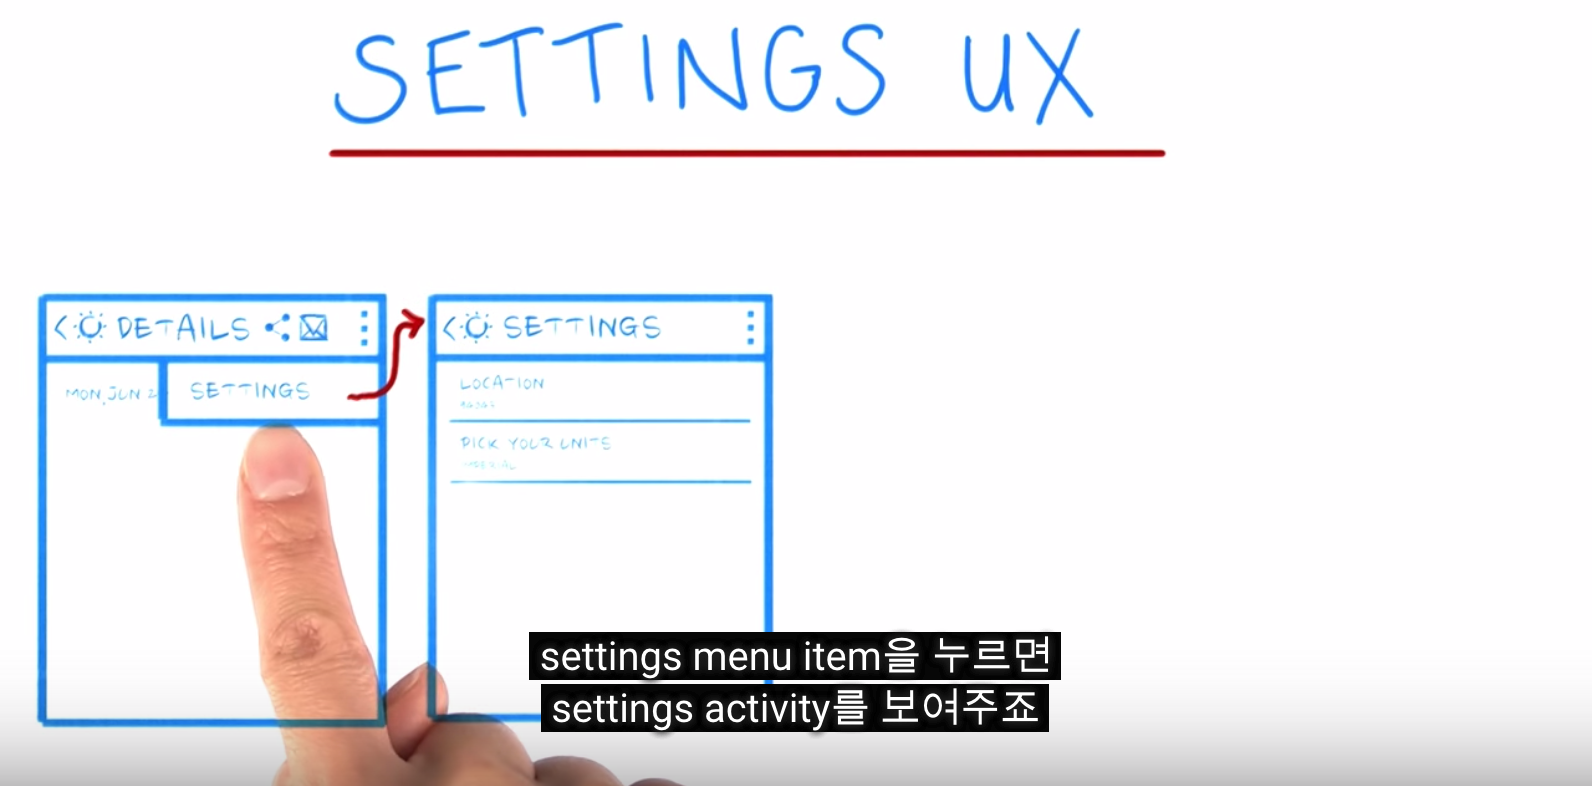 SETTINGS UX
DETAILS
SETTINGS
MON, JUN 2
SETTINGS
LOCATION
PICK YOUR UNITS
IMPERIAL
settings menu item을 누르면
settings activity를 보여주죠